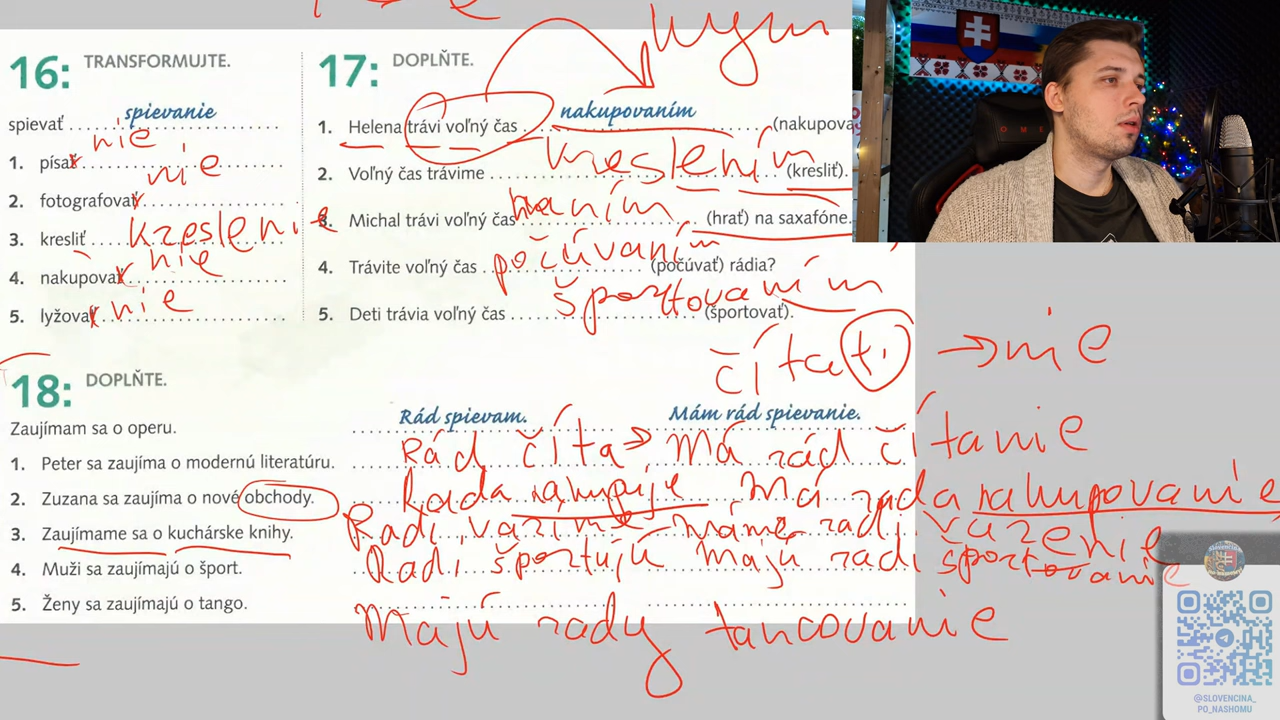 kým
16: TRANSFORMUJTE.
spievať spievanie
1. písať nie
2. fotografovať nie
3. kresliť kreslenie
4. nakupovať nie
5. lyžovať nie
17: DOPLŇTE.
1. Helena trávi voľný čas nakupovaním (nakupova
2. Voľný čas trávime kreslením (kresliť).
3. Michal trávi voľný čas hraním (hrať) na saxafóne.
4. Trávite voľný čas počúvaním (počúvať) rádia?
5. Deti trávia voľný čas športovaním (športovať).
čítať → nie
18: DOPLŇTE.
Rád spievam. Mám rád spievanie.
Zaujímam sa o operu.
1. Peter sa zaujíma o modernú literatúru. Rád číta → Má rád čítanie
2. Zuzana sa zaujíma o nové obchody. Rada nakupuje Má rada nakupovanie
3. Zaujímame sa o kuchárske knihy. Radi varíme máme radi varenie
4. Muži sa zaujímajú o šport. Radi športujú majú radi športovanie
5. Ženy sa zaujímajú o tango.
Majú rady tancovanie
OM
@SLOVENCINA_
PO_NASHOMU